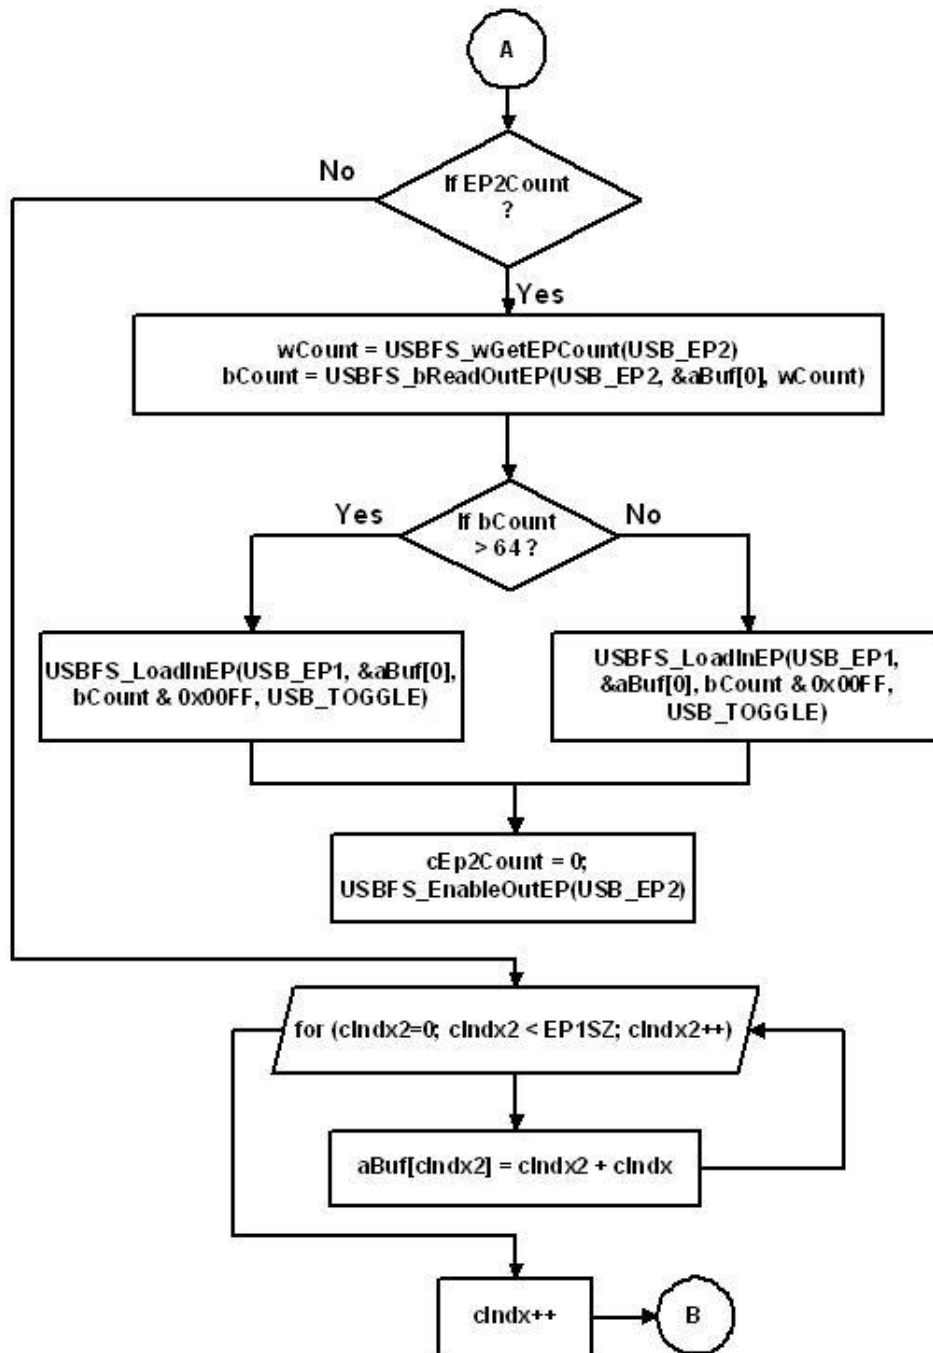 A
No
If EP2Count
?
Yes
wCount = USBFS_wGetEPCount(USB_EP2)
bCount = USBFS_bReadOutEP(USB_EP2, &aBuf[0], wCount)
Yes
If bCount
> 64 ?
No
USBFS_LoadInEP(USB_EP1, &aBuf[0],
bCount & 0x00FF, USB_TOGGLE)
USBFS_LoadInEP(USB_EP1,
&aBuf[0], bCount & 0x00FF,
USB_TOGGLE)
cEp2Count = 0;
USBFS_EnableOutEP(USB_EP2)
for (cIndx2=0; cIndx2 < EP1SZ; cIndx2++)
aBuf[cIndx2] = cIndx2 + cIndx
cIndx++
B